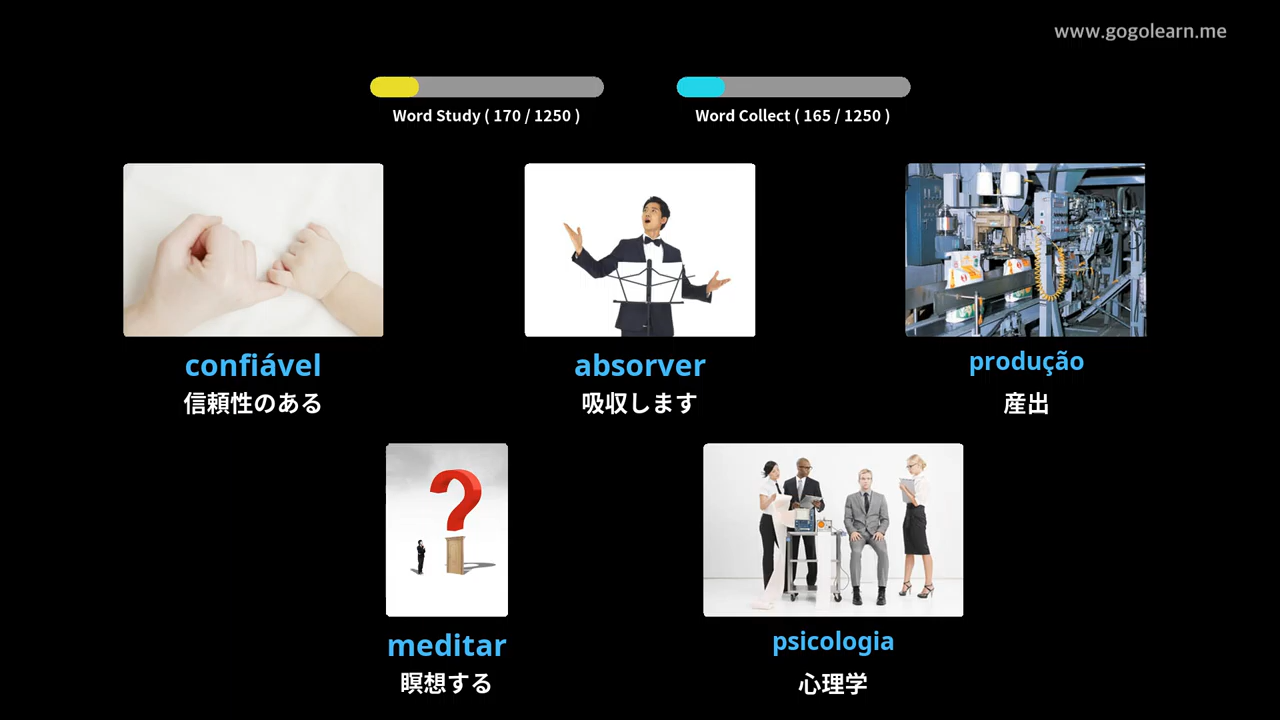 www.gogolearn.me
Word Study ( 170 / 1250 )
Word Collect ( 165 / 1250 )
confiável
信頼性のある
absorver
吸収します
produção
産出
meditar
瞑想する
psicologia
心理学